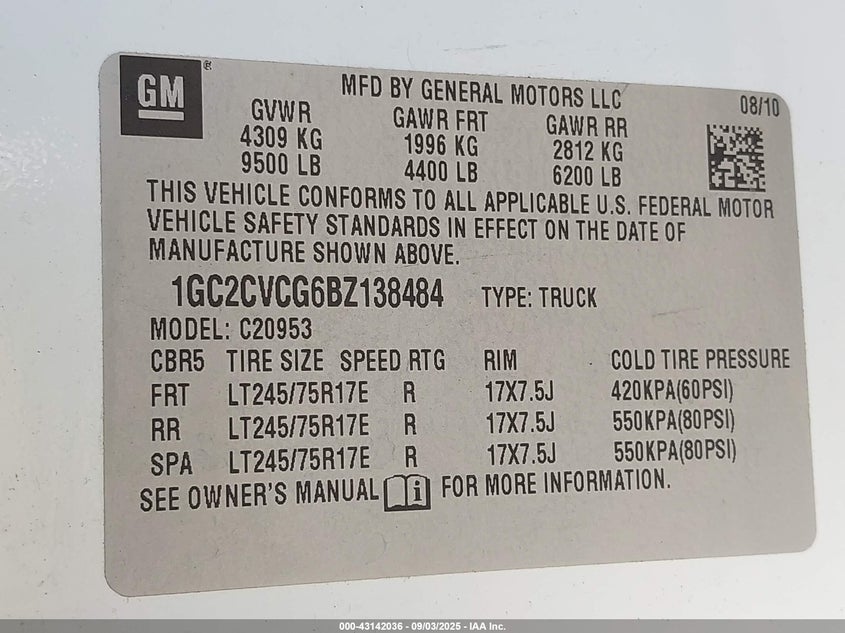 GM®
MFD BY GENERAL MOTORS LLC
08/10
GVWR GAWR FRT GAWR RR
4309 KG 1996 KG 2812 KG
9500 LB 4400 LB 6200 LB
THIS VEHICLE CONFORMS TO ALL APPLICABLE U.S. FEDERAL MOTOR
VEHICLE SAFETY STANDARDS IN EFFECT ON THE DATE OF
MANUFACTURE SHOWN ABOVE.
1GC2CVCG6BZ138484 TYPE: TRUCK
MODEL: C20953
CBR5 TIRE SIZE SPEED RTG RIM COLD TIRE PRESSURE
FRT LT245/75R17E R 17X7.5J 420KPA(60PSI)
RR LT245/75R17E R 17X7.5J 550KPA(80PSI)
SPA LT245/75R17E R 17X7.5J 550KPA(80PSI)
SEE OWNER'S MANUAL i FOR MORE INFORMATION.
000-43142036 - 09/03/2025 - IAA Inc.